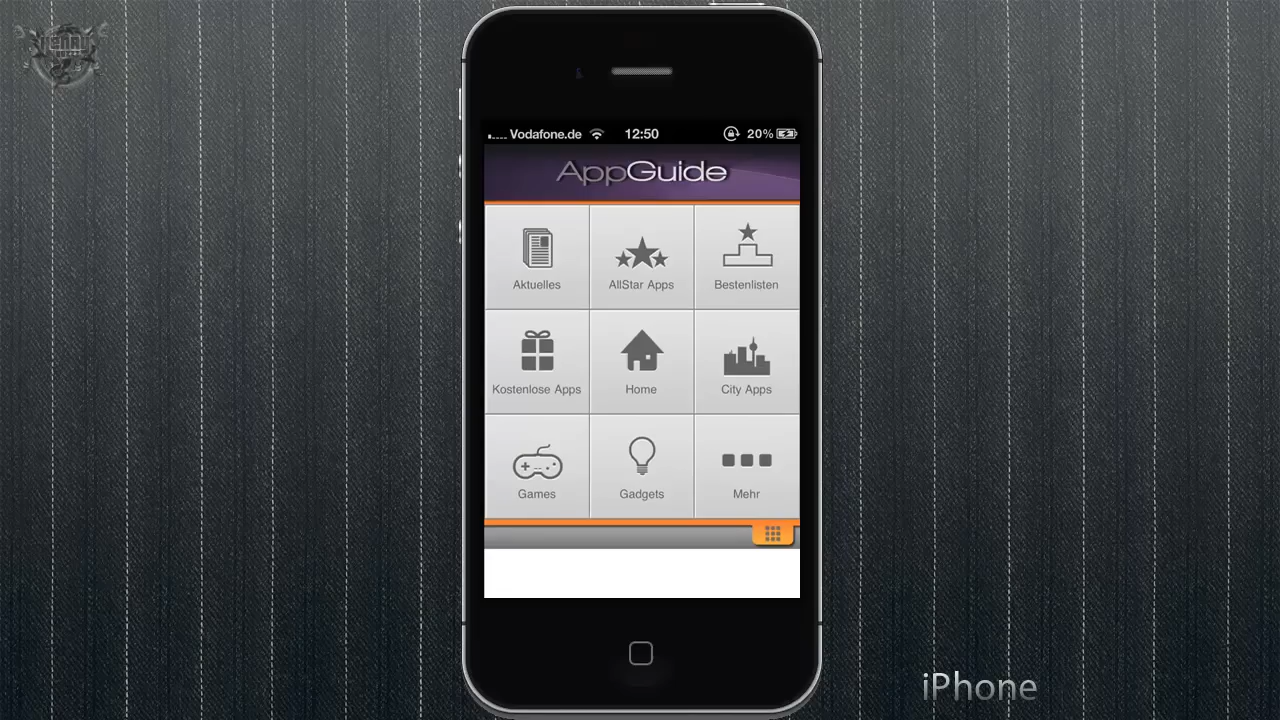 Vodafone.de 12:50 20%
AppGuide
Aktuelles AllStar Apps Bestenlisten
Kostenlose Apps Home City Apps
Games Gadgets Mehr
iPhone